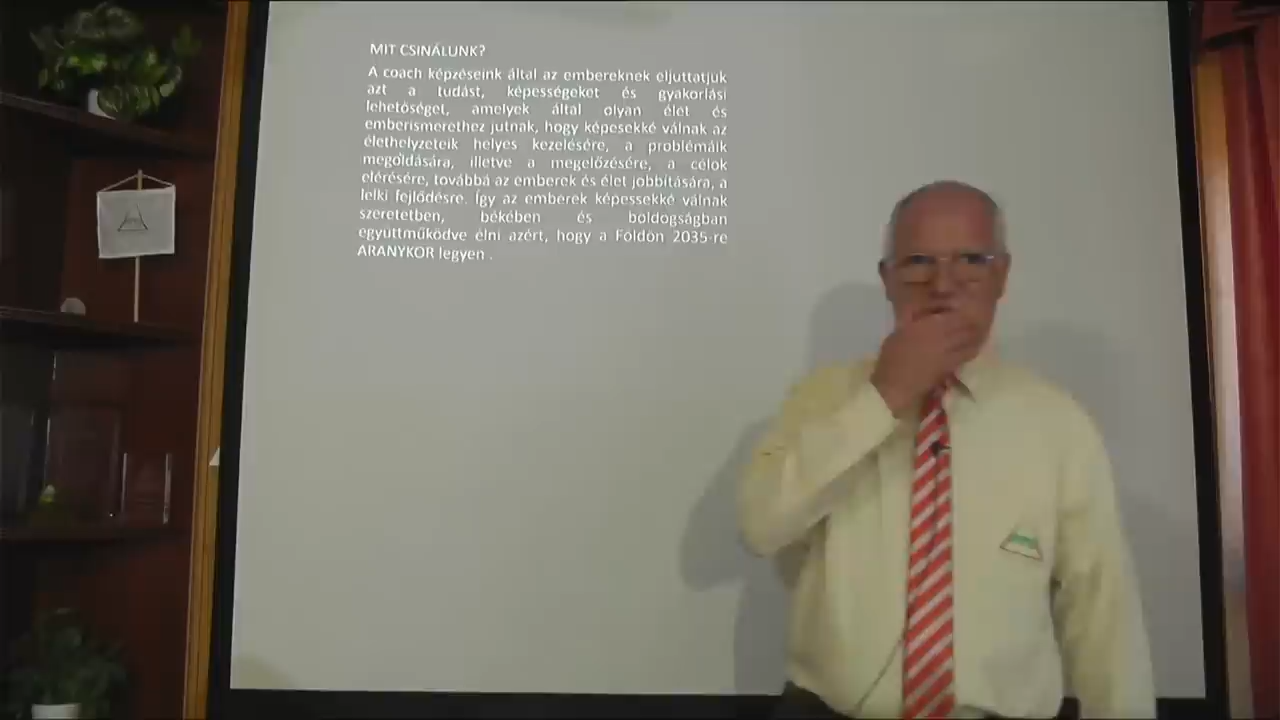 MIT CSINÁLUNK?
A coach képzéseink által az embereknek eljuttatjuk
azt a tudást, képességeket és gyakorlási
lehetőséget, amelyek által olyan élet és
emberismerethez jutnak, hogy képesekké válnak az
élethelyzeteik helyes kezelésére, a problémáik
megoldására, illetve a megelőzésére, a célok
elérésére, továbbá az emberek és élet jobbítására, a
lelki fejlődésre. Így az emberek képessekké válnak
szeretetben, békében és boldogságban
együttműködve élni azért, hogy a Földön 2035-re
ARANYKOR legyen .